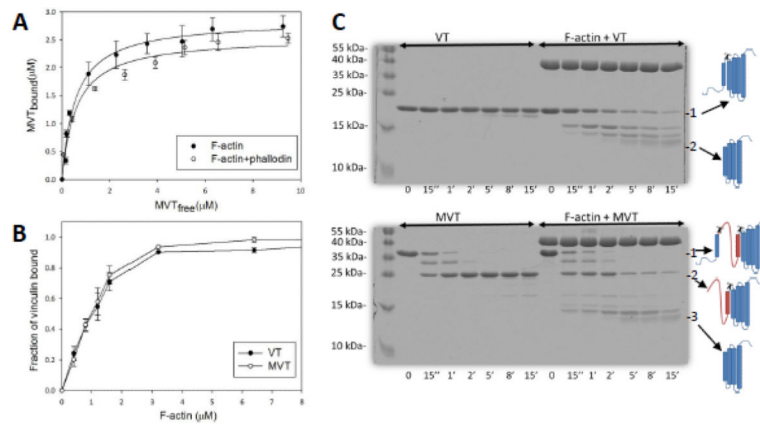 A
MVTbound(μM)
3.0
2.5
2.0
1.5
1.0
0.5
0.0
F-actin
F-actin+phallodin
0 2 4 6 8 10
MVTfree(μM)
B
Fraction of vinculin bound
1.0
0.8
0.6
0.4
0.2
0.0
VT
MVT
0 1 2 3 4 5 6 7 8
F-actin (μM)
C
VT F-actin + VT
55 kDa-
40 kDa-
35 kDa-
25 kDa-
15 kDa-
10 kDa-
-1
-2
0 15'' 1' 2' 5' 8' 15' 0 15'' 1' 2' 5' 8' 15'
MVT F-actin + MVT
55 kDa-
40 kDa-
35 kDa-
25 kDa-
15 kDa-
10 kDa-
-1
-2
-3
0 15'' 1' 2' 5' 8' 15' 0 15'' 1' 2' 5' 8' 15'